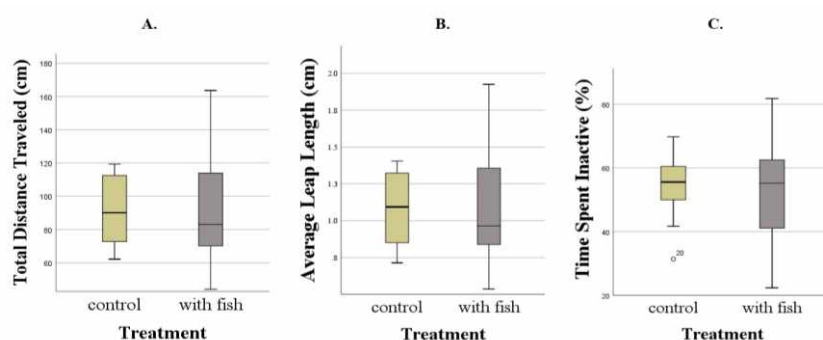 A.
Total Distance Traveled (cm)
180
160
140
120
100
80
60
control with fish
Treatment
B.
Average Leap Length (cm)
2.0
1.8
1.5
1.3
1.0
.8
control with fish
Treatment
C.
Time Spent Inactive (%)
80
60
40
20
20
control with fish
Treatment